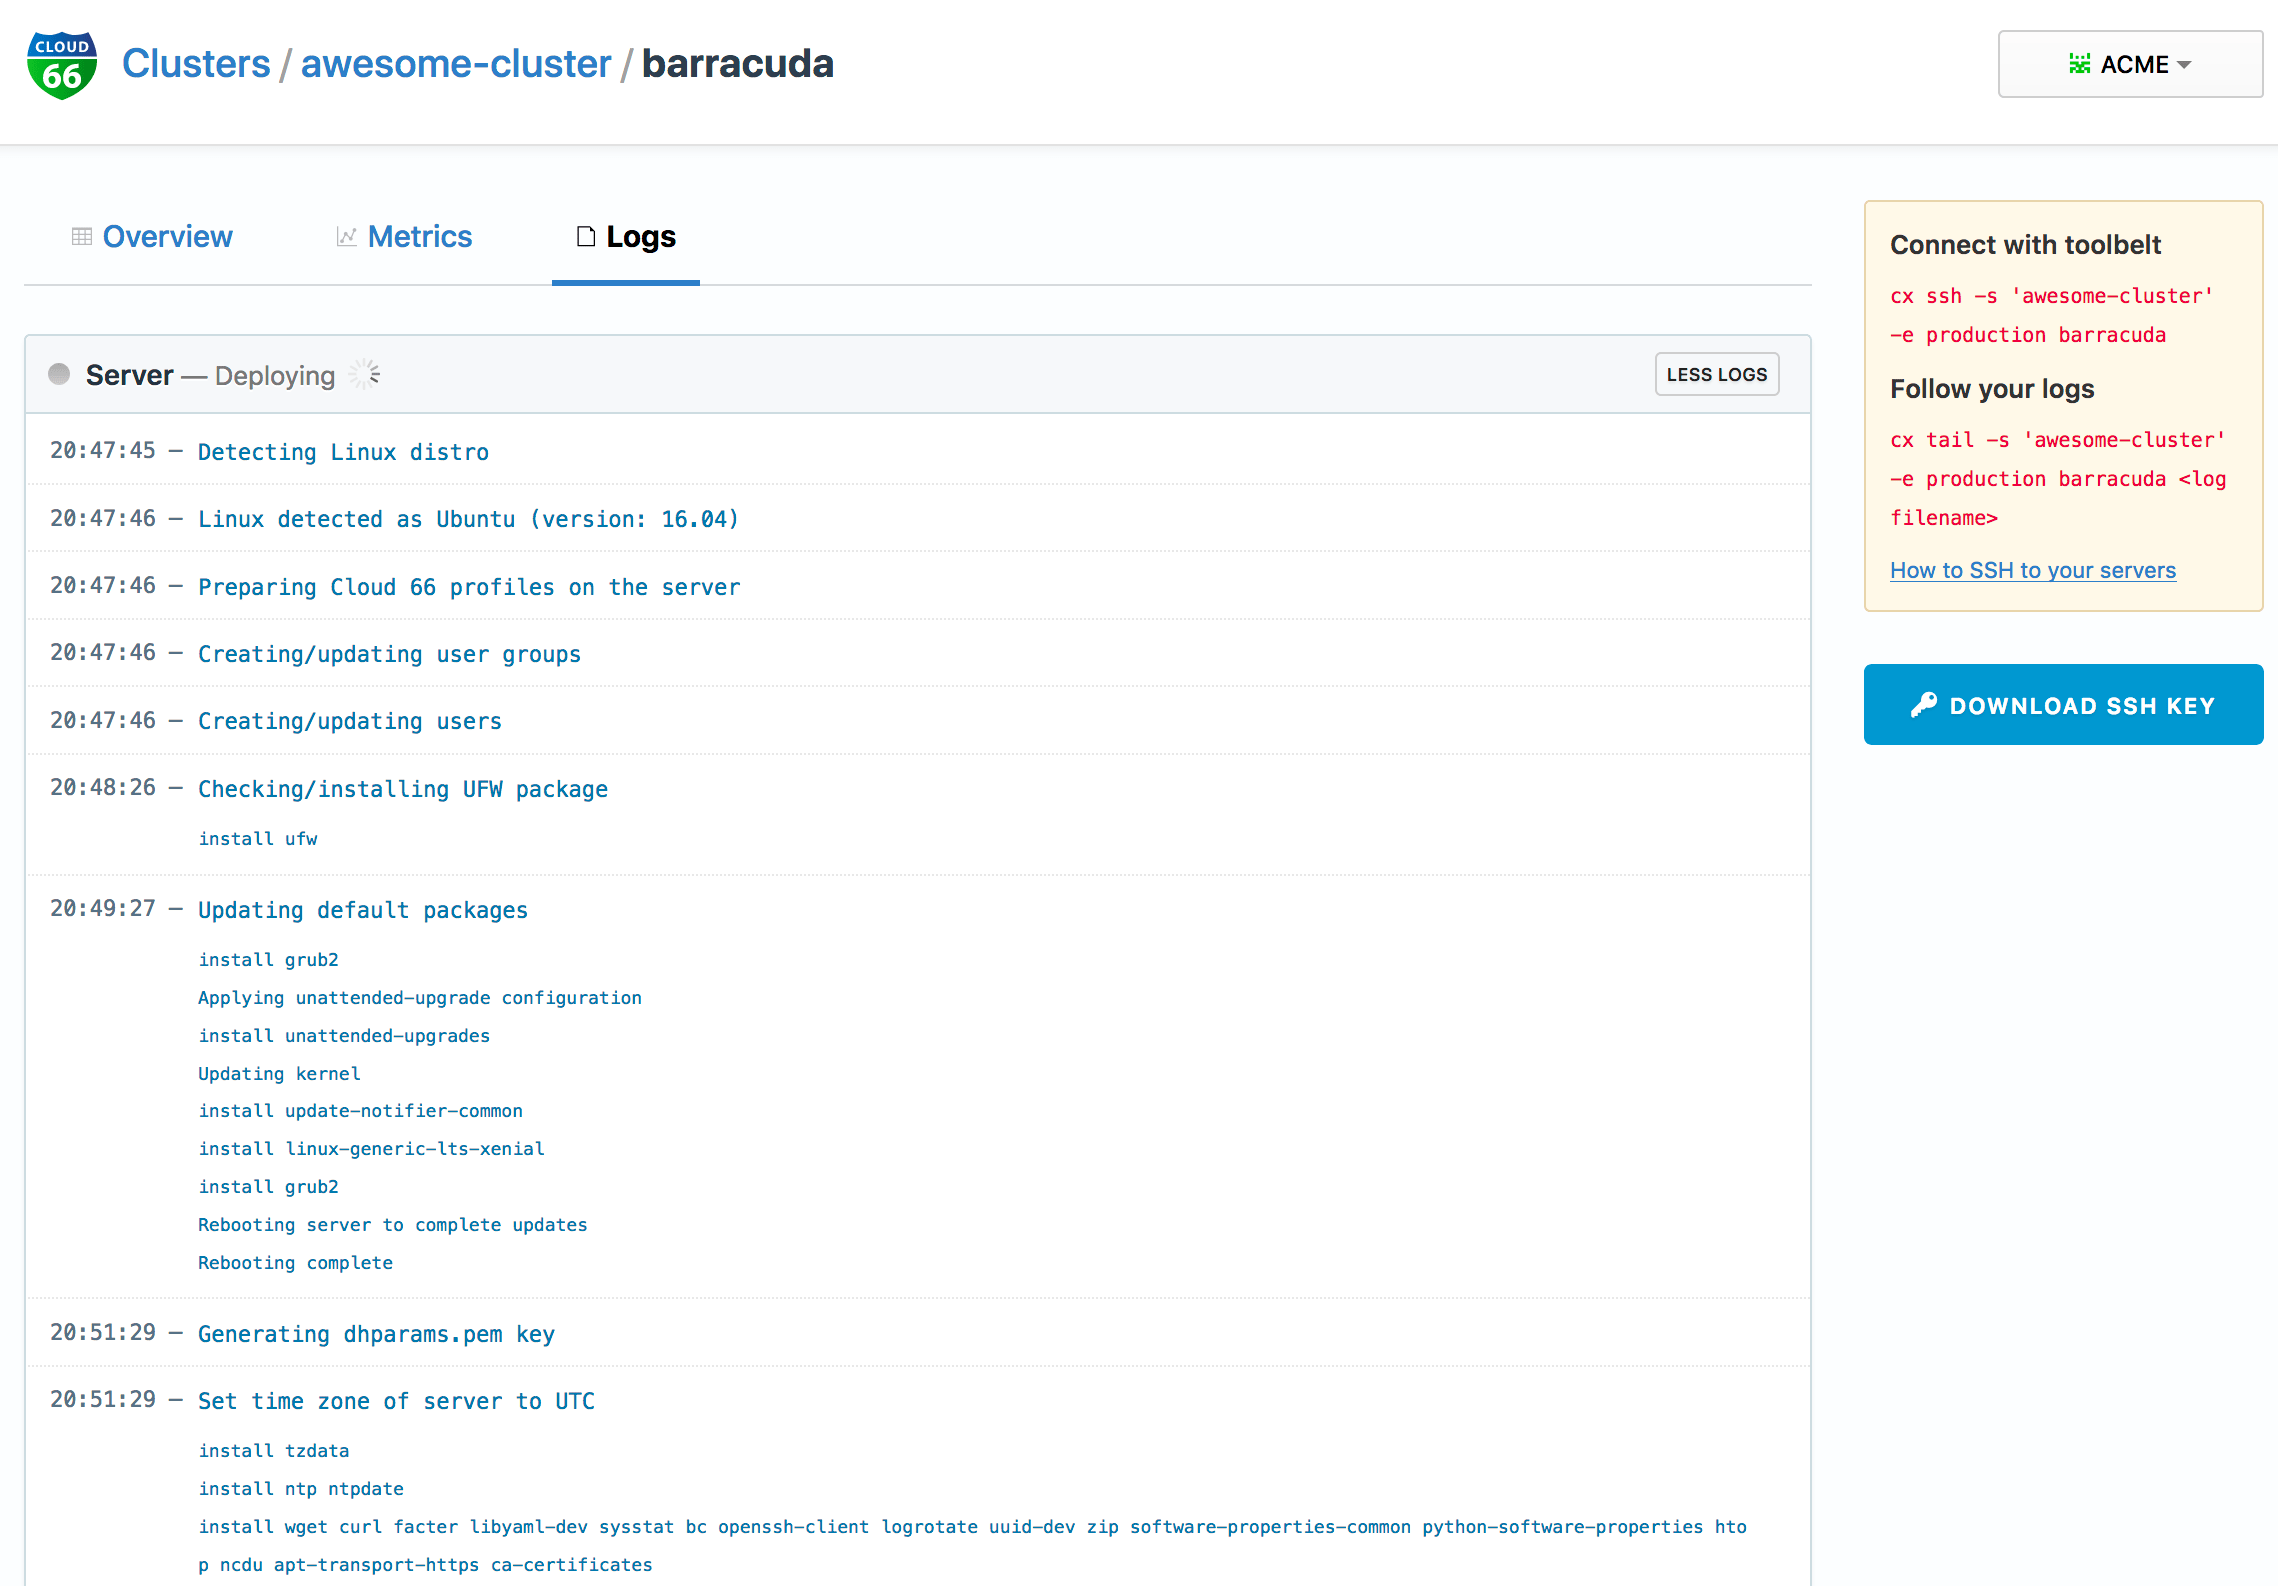 CLOUD
66
Clusters / awesome-cluster / barracuda
ACME
Overview
Metrics
Logs
Server — Deploying
LESS LOGS
20:47:45 — Detecting Linux distro
20:47:46 — Linux detected as Ubuntu (version: 16.04)
20:47:46 — Preparing Cloud 66 profiles on the server
20:47:46 — Creating/updating user groups
20:47:46 — Creating/updating users
20:48:26 — Checking/installing UFW package
install ufw
20:49:27 — Updating default packages
install grub2
Applying unattended-upgrade configuration
install unattended-upgrades
Updating kernel
install update-notifier-common
install linux-generic-lts-xenial
install grub2
Rebooting server to complete updates
Rebooting complete
20:51:29 — Generating dhparams.pem key
20:51:29 — Set time zone of server to UTC
install tzdata
install ntp ntpdate
install wget curl facter libyaml-dev sysstat bc openssh-client logrotate uuid-dev zip software-properties-common python-software-properties hto
p ncdu apt-transport-https ca-certificates
Connect with toolbelt
cx ssh -s 'awesome-cluster'
-e production barracuda
Follow your logs
cx tail -s 'awesome-cluster'
-e production barracuda <log
filename>
How to SSH to your servers
DOWNLOAD SSH KEY